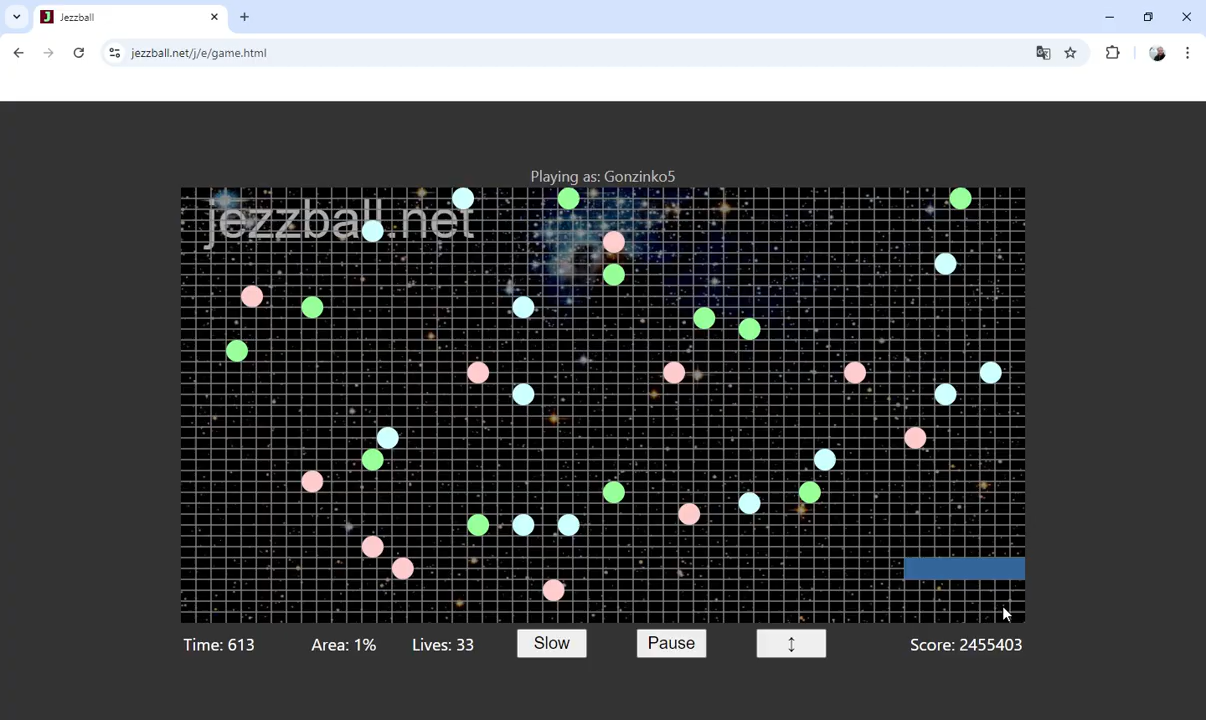 Jezzball
jezzball.net/j/e/game.html
Playing as: Gonzinko5
jezzball.net
Time: 613
Area: 1%
Lives: 33
Slow
Pause
↕
Score: 2455403